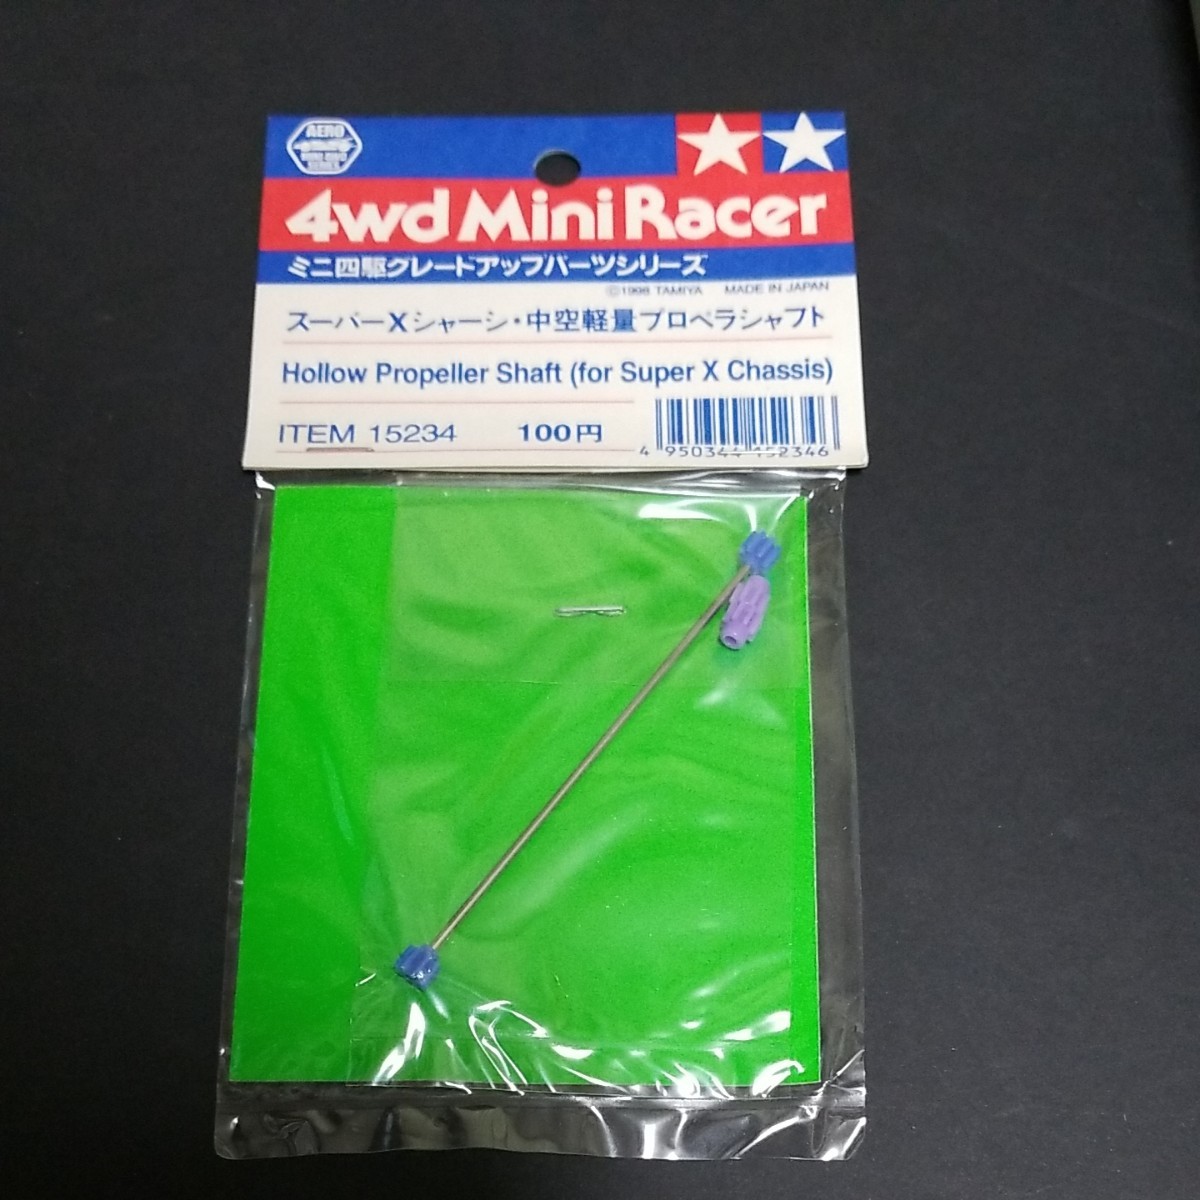 AERO
4wd Mini Racer
ミニ四駆グレードアップパーツシリーズ
©1998 TAMIYA MADE IN JAPAN
スーパーXシャーシ・中空軽量プロペラシャフト
Hollow Propeller Shaft (for Super X Chassis)
ITEM 15234 100円
4 950344 152346